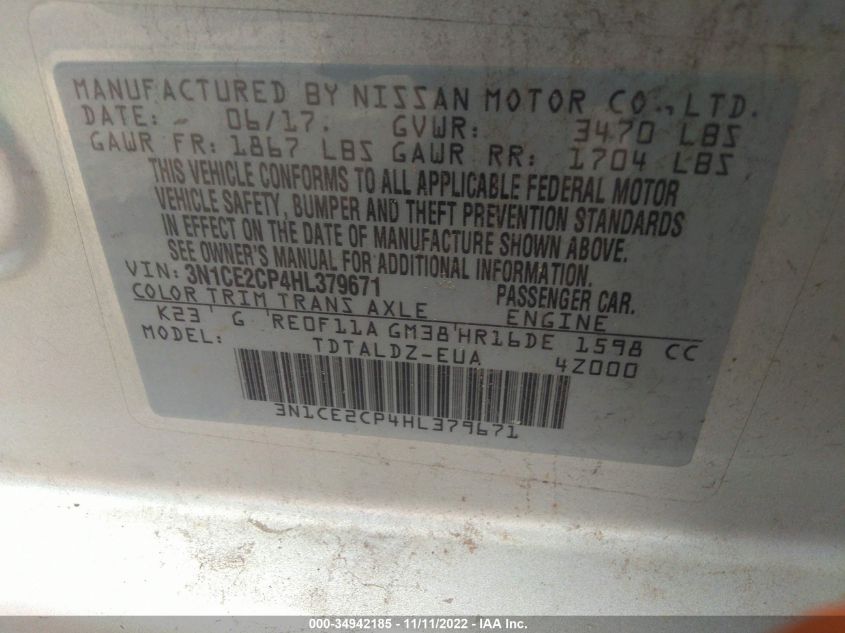 MANUFACTURED BY NISSAN MOTOR CO., LTD.
DATE: - 06/17. GVWR: 3470 LBS
GAWR FR: 1867 LBS GAWR RR: 1704 LBS
THIS VEHICLE CONFORMS TO ALL APPLICABLE FEDERAL MOTOR
VEHICLE SAFETY, BUMPER AND THEFT PREVENTION STANDARDS
IN EFFECT ON THE DATE OF MANUFACTURE SHOWN ABOVE.
SEE OWNER'S MANUAL FOR ADDITIONAL INFORMATION.
VIN: 3N1CE2CP4HL379671 PASSENGER CAR.
COLOR TRIM TRANS AXLE ENGINE
K23 ' G 'RE0F11A GM38'HR16DE 1598 CC
MODEL: TDTALDZ-EUA 4Z000
3N1CE2CP4HL379671
000-34942185 - 11/11/2022 - IAA Inc.